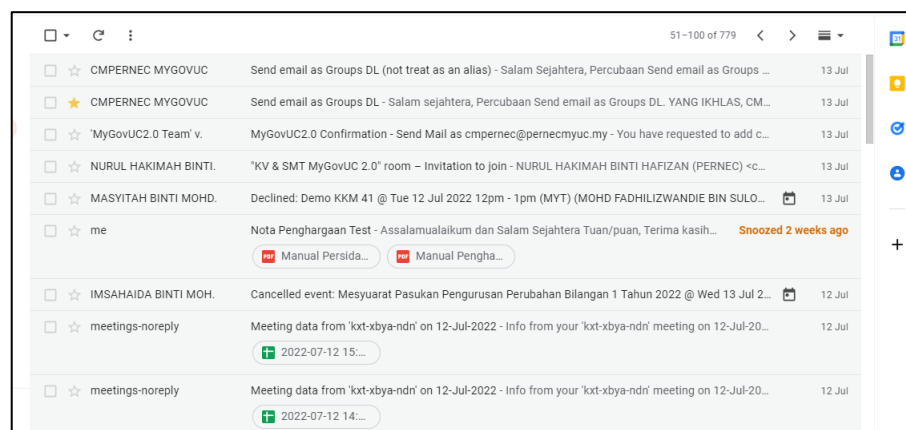 51–100 of 779
31
CMPERNEC MYGOVUC Send email as Groups DL (not treat as an alias) - Salam Sejahtera, Percubaan Send email as Groups ... 13 Jul
CMPERNEC MYGOVUC Send email as Groups DL - Salam sejahtera, Percubaan Send email as Groups DL. YANG IKHLAS, CM... 13 Jul
'MyGovUC2.0 Team' v. MyGovUC2.0 Confirmation - Send Mail as cmpernec@pernecmyuc.my - You have requested to add c... 13 Jul
NURUL HAKIMAH BINTI. "KV & SMT MyGovUC 2.0" room – Invitation to join - NURUL HAKIMAH BINTI HAFIZAN (PERNEC) <c... 13 Jul
MASYITAH BINTI MOHD. Declined: Demo KKM 41 @ Tue 12 Jul 2022 12pm - 1pm (MYT) (MOHD FADHILIZWANDIE BIN SULO... 13 Jul
me Nota Penghargaan Test - Assalamualaikum dan Salam Sejahtera Tuan/puan, Terima kasih... Snoozed 2 weeks ago
PDF Manual Persida... PDF Manual Pengha...
IMSAHAIDA BINTI MOH. Cancelled event: Mesyuarat Pasukan Pengurusan Perubahan Bilangan 1 Tahun 2022 @ Wed 13 Jul 2... 12 Jul
meetings-noreply Meeting data from 'kxt-xbya-ndn' on 12-Jul-2022 - Info from your 'kxt-xbya-ndn' meeting on 12-Jul-20... 12 Jul
2022-07-12 15:...
meetings-noreply Meeting data from 'kxt-xbya-ndn' on 12-Jul-2022 - Info from your 'kxt-xbya-ndn' meeting on 12-Jul-20... 12 Jul
2022-07-12 14:...